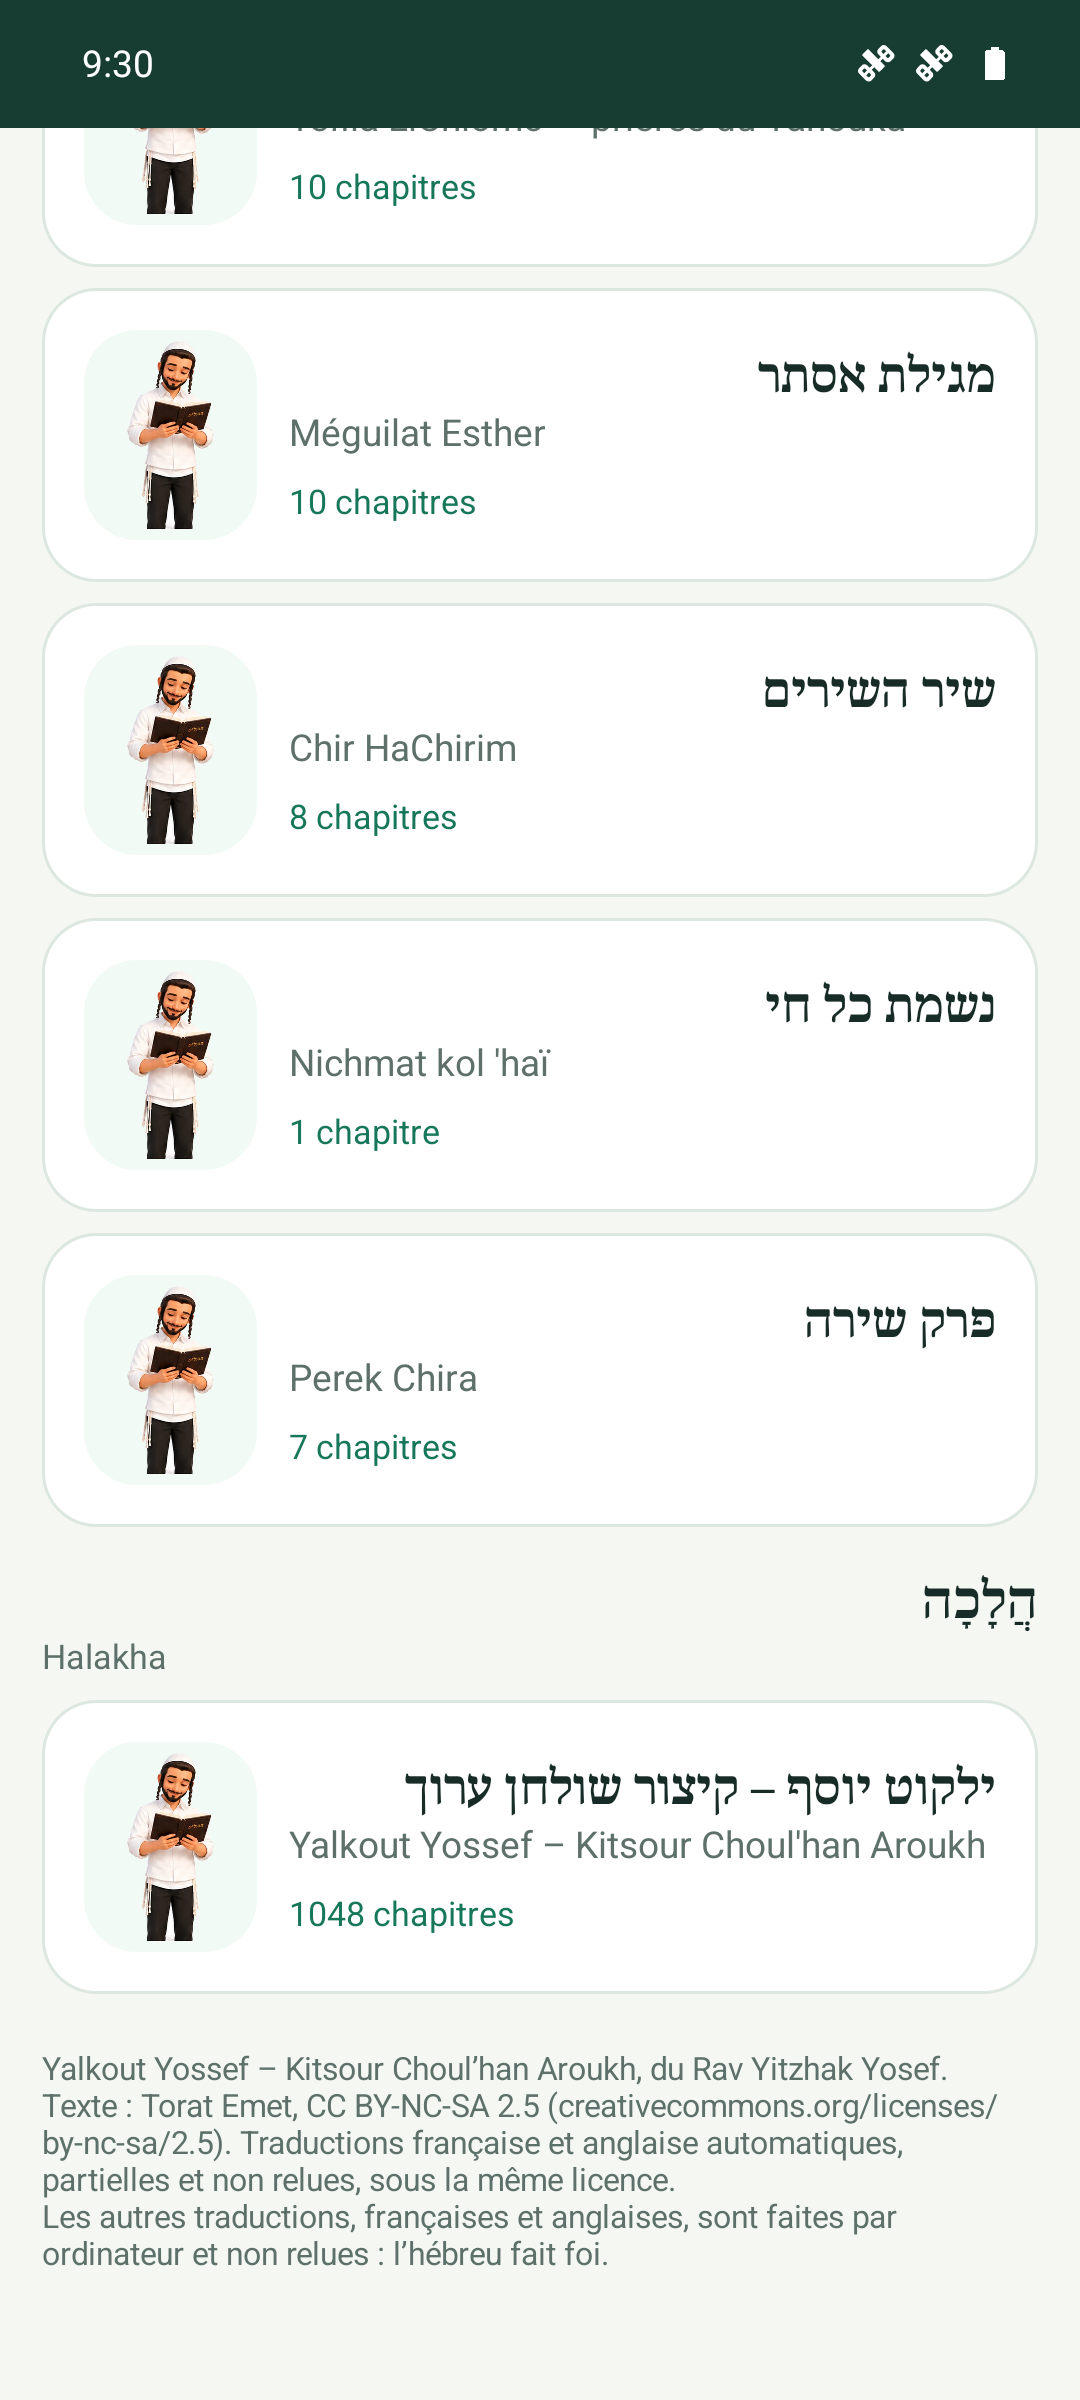 9:30
10 chapitres
מגילת אסתר
Méguilat Esther
10 chapitres
שיר השירים
Chir HaChirim
8 chapitres
נשמת כל חי
Nichmat kol 'haï
1 chapitre
פרק שירה
Perek Chira
7 chapitres
הֲלָכָה
Halakha
ילקוט יוסף – קיצור שולחן ערוך
Yalkout Yossef – Kitsour Choul'han Aroukh
1048 chapitres
Yalkout Yossef – Kitsour Choul’han Aroukh, du Rav Yitzhak Yosef.
Texte : Torat Emet, CC BY-NC-SA 2.5 (creativecommons.org/licenses/
by-nc-sa/2.5). Traductions française et anglaise automatiques,
partielles et non relues, sous la même licence.
Les autres traductions, françaises et anglaises, sont faites par
ordinateur et non relues : l’hébreu fait foi.